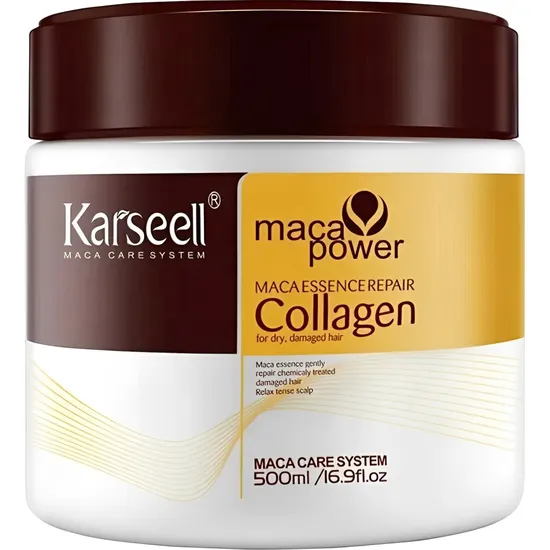 Karseell®
MACA CARE SYSTEM
maca
power
MACA ESSENCE REPAIR
Collagen
for dry, damaged hair
Maca essence gently
repair chemicaly treated
damaged hair
Relax tense scalp
MACA CARE SYSTEM
500ml /16.9fl.oz